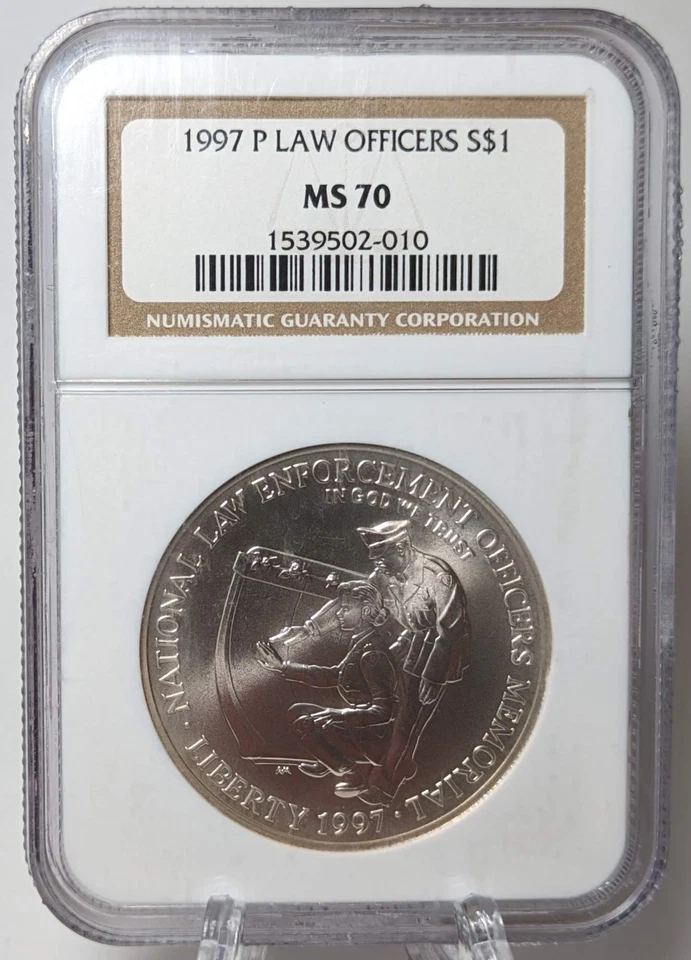 1997 P LAW OFFICERS S$1
MS 70
1539502-010
NUMISMATIC GUARANTY CORPORATION
· NATIONAL LAW ENFORCEMENT OFFICERS MEMORIAL ·
IN GOD WE TRUST
LIBERTY 1997